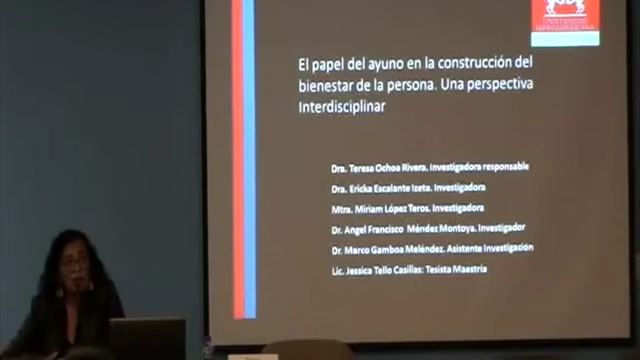 UNIVERSIDAD
IBEROAMERICANA
El papel del ayuno en la construcción del
bienestar de la persona. Una perspectiva
Interdisciplinar
Dra. Teresa Ochoa Rivera. Investigadora responsable
Dra. Ericka Escalante Izeta. Investigadora
Mtra. Miriam López Teros. Investigadora
Dr. Angel Francisco Méndez Montoya. Investigador
Dr. Marco Gamboa Meléndez. Asistente Investigación
Lic. Jessica Tello Casillas: Tesista Maestría